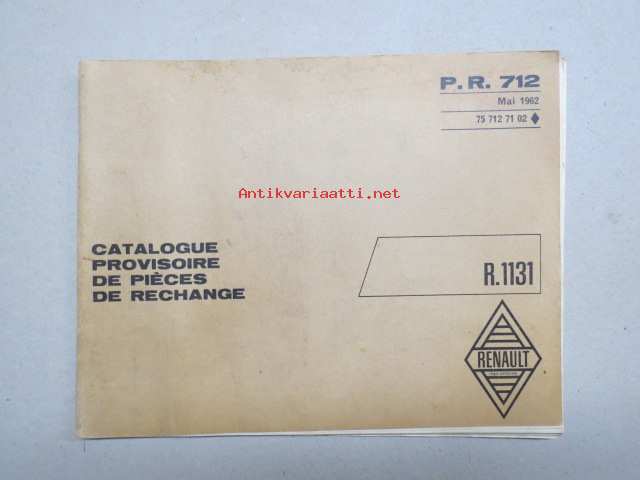 P. R. 712
Mai 1962
75 712 71 02
Antikvariaatti.net
CATALOGUE
PROVISOIRE
DE PIÈCES
DE RECHANGE
R.1131
RENAULT